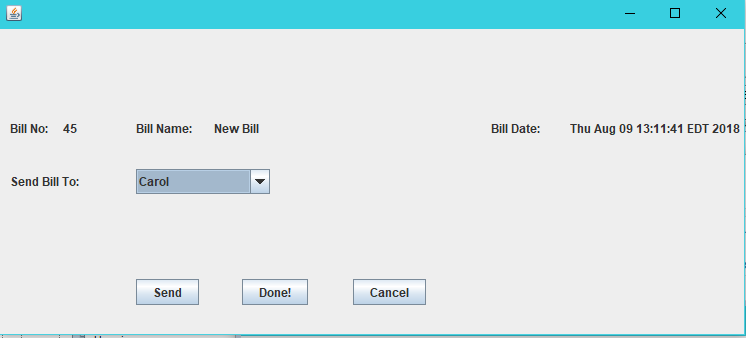 Bill No: 45 Bill Name: New Bill Bill Date: Thu Aug 09 13:11:41 EDT 2018
Send Bill To: Carol
Send Done! Cancel